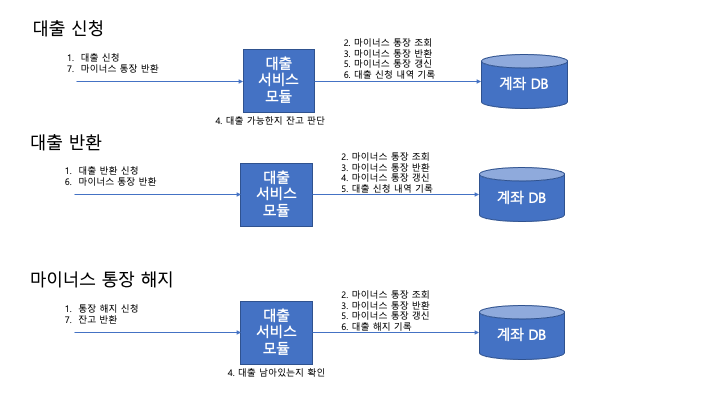 대출 신청
1. 대출 신청
7. 마이너스 통장 반환
대출
서비스
모듈
2. 마이너스 통장 조회
3. 마이너스 통장 반환
5. 마이너스 통장 갱신
6. 대출 신청 내역 기록
계좌 DB
4. 대출 가능한지 잔고 판단
대출 반환
1. 대출 반환 신청
6. 마이너스 통장 반환
대출
서비스
모듈
2. 마이너스 통장 조회
3. 마이너스 통장 반환
4. 마이너스 통장 갱신
5. 대출 신청 내역 기록
계좌 DB
마이너스 통장 해지
1. 통장 해지 신청
7. 잔고 반환
대출
서비스
모듈
2. 마이너스 통장 조회
3. 마이너스 통장 반환
5. 마이너스 통장 갱신
6. 대출 해지 기록
계좌 DB
4. 대출 남아있는지 확인